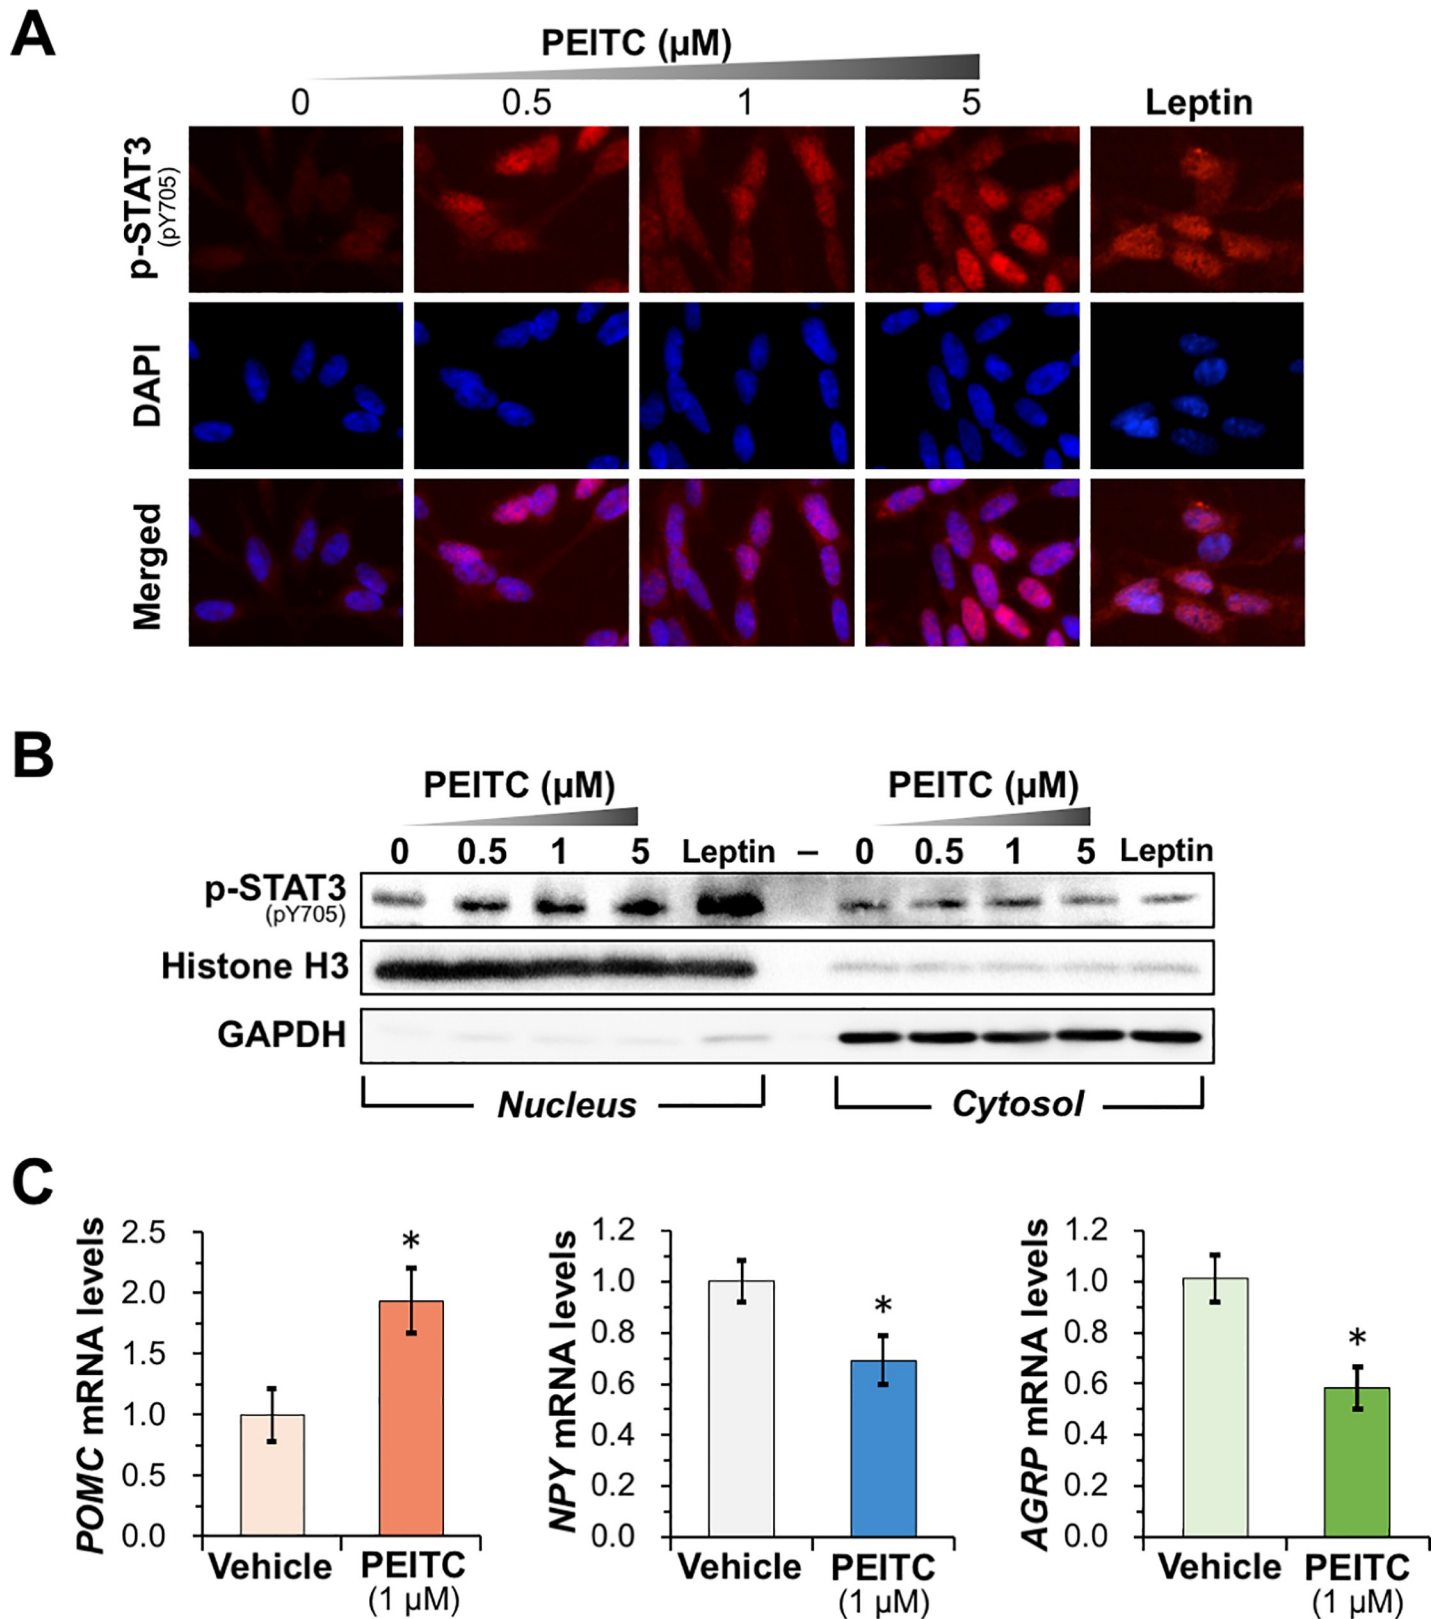 A
PEITC (µM)
0 0.5 1 5 Leptin
p-STAT3
(pY705)
DAPI
Merged
B
PEITC (µM) PEITC (µM)
0 0.5 1 5 Leptin – 0 0.5 1 5 Leptin
p-STAT3
(pY705)
Histone H3
GAPDH
Nucleus Cytosol
C
POMC mRNA levels
2.5
2.0
1.5
1.0
0.5
0.0
*
Vehicle PEITC
(1 µM)
NPY mRNA levels
1.2
1.0
0.8
0.6
0.4
0.2
0.0
*
Vehicle PEITC
(1 µM)
AGRP mRNA levels
1.2
1.0
0.8
0.6
0.4
0.2
0.0
*
Vehicle PEITC
(1 µM)